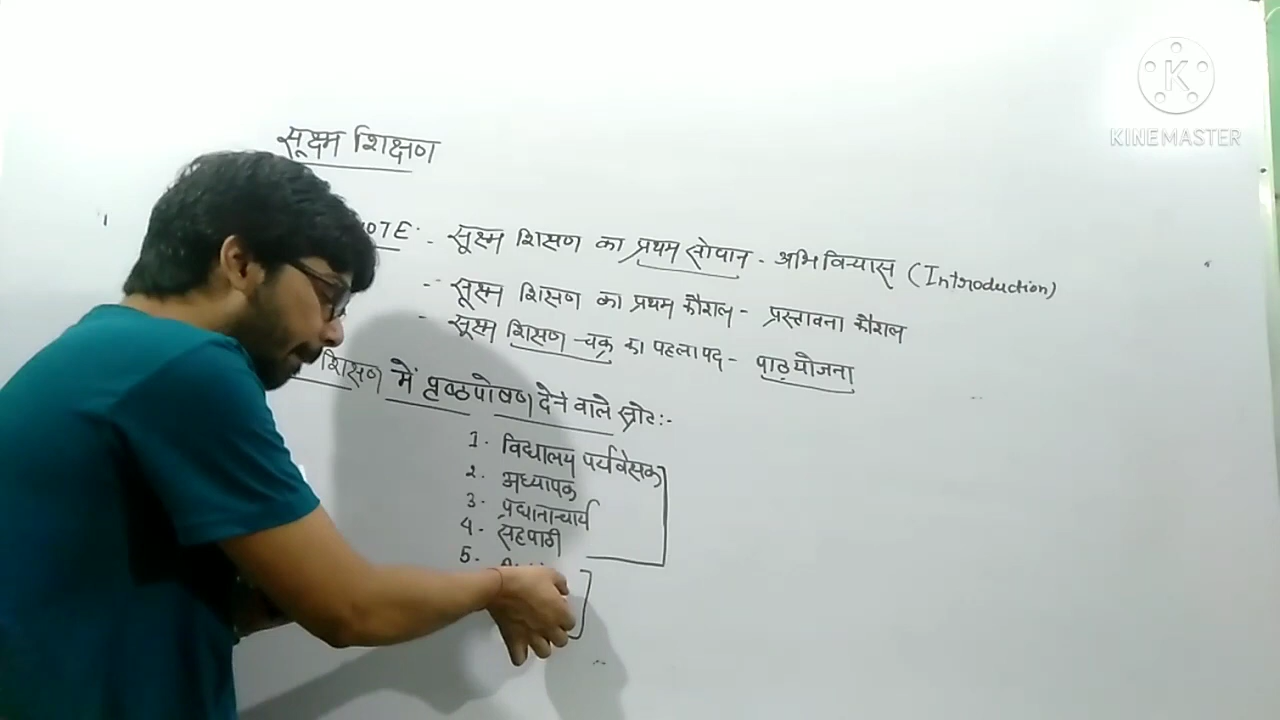 KINEMASTER
सूक्ष्म शिक्षण
NOTE:- सूक्ष्म शिक्षण का प्रथम सोपान - अभिविन्यास (Introduction)
-- सूक्ष्म शिक्षण का प्रथम कौशल - प्रस्तावना कौशल
- सूक्ष्म शिक्षण-चक्र का पहला पद - पाठ्योजना
शिक्षण में पृष्ठपोषण देने वाले स्रोट:-
1. विद्यालय पर्यवेक्षक
2. अध्यापक
3. प्रधानाचार्य
4. सहपाठी
5.